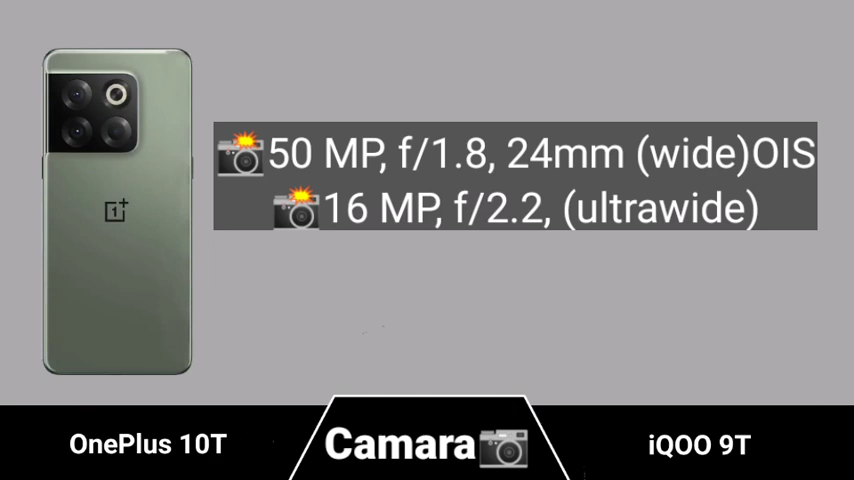 📸50 MP, f/1.8, 24mm (wide)OIS
📸16 MP, f/2.2, (ultrawide)
OnePlus 10T
Camara📷
iQOO 9T